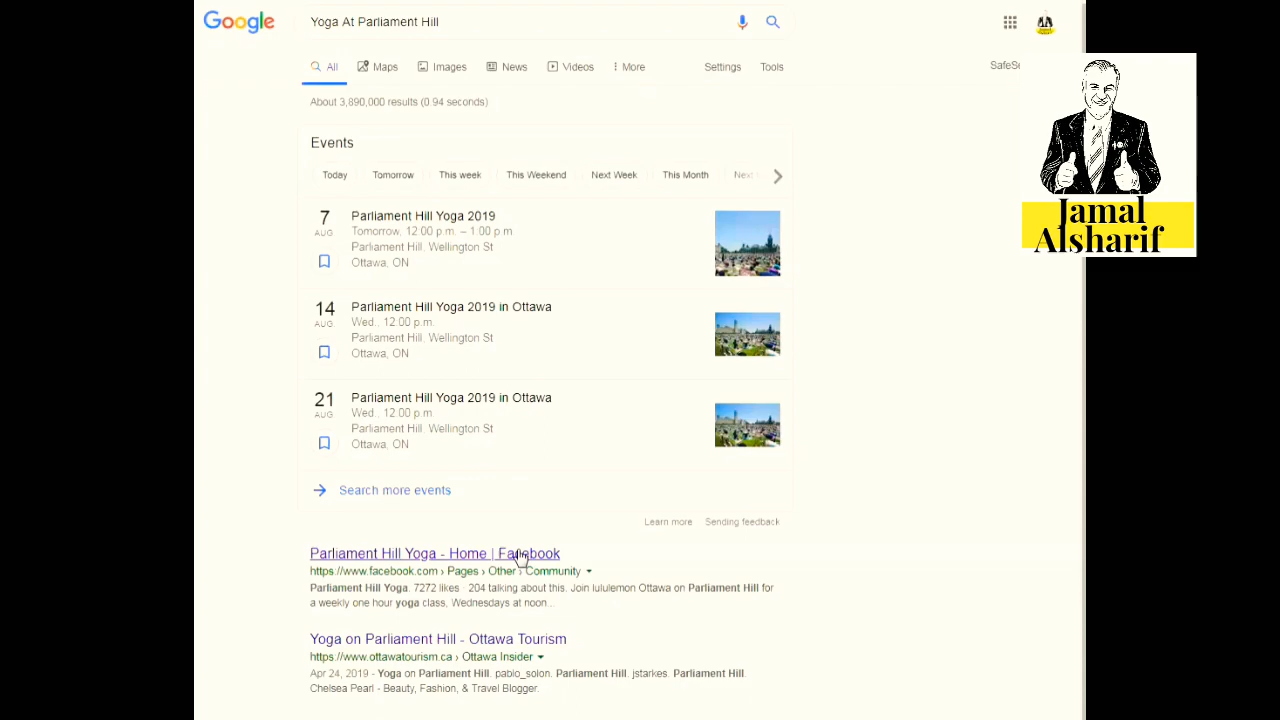 Google
Yoga At Parliament Hill
All Maps Images News Videos More Settings Tools
SafeSe
About 3,890,000 results (0.94 seconds)
Events
Today Tomorrow This week This Weekend Next Week This Month Next
7 AUG
Parliament Hill Yoga 2019
Tomorrow, 12:00 p.m. – 1:00 p.m
Parliament Hill, Wellington St
Ottawa, ON
14 AUG
Parliament Hill Yoga 2019 in Ottawa
Wed., 12:00 p.m.
Parliament Hill, Wellington St
Ottawa, ON
21 AUG
Parliament Hill Yoga 2019 in Ottawa
Wed., 12:00 p.m.
Parliament Hill, Wellington St
Ottawa, ON
Search more events
Learn more Sending feedback
Parliament Hill Yoga - Home | Facebook
https://www.facebook.com › Pages › Other › Community
Parliament Hill Yoga. 7272 likes · 204 talking about this. Join lululemon Ottawa on Parliament Hill for
a weekly one hour yoga class, Wednesdays at noon...
Yoga on Parliament Hill - Ottawa Tourism
https://www.ottawatourism.ca › Ottawa Insider
Apr 24, 2019 - Yoga on Parliament Hill. pablo_solon. Parliament Hill. jstarkes. Parliament Hill.
Chelsea Pearl - Beauty, Fashion, & Travel Blogger.
Jamal
Alsharif